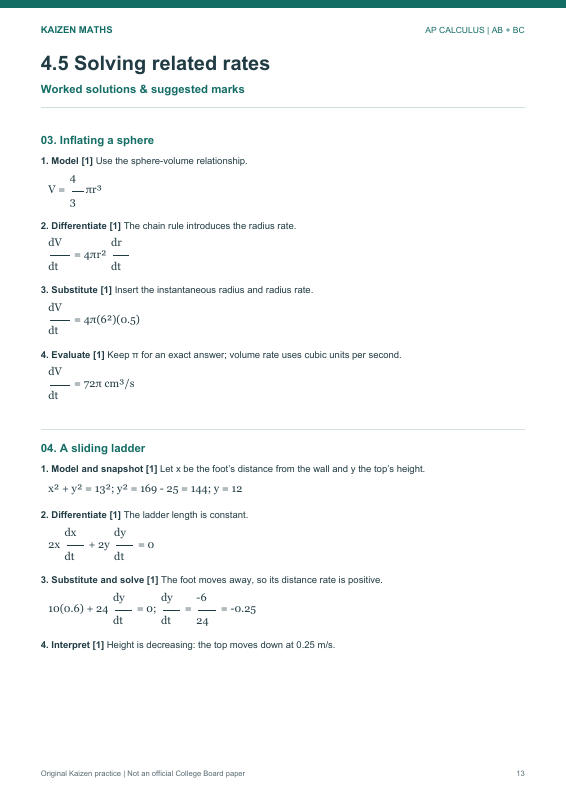 KAIZEN MATHS
AP CALCULUS | AB + BC
4.5 Solving related rates
Worked solutions & suggested marks
03. Inflating a sphere
1. Model [1] Use the sphere-volume relationship.
V = 4/3 πr³
2. Differentiate [1] The chain rule introduces the radius rate.
dV/dt = 4πr² dr/dt
3. Substitute [1] Insert the instantaneous radius and radius rate.
dV/dt = 4π(6²)(0.5)
4. Evaluate [1] Keep π for an exact answer; volume rate uses cubic units per second.
dV/dt = 72π cm³/s
04. A sliding ladder
1. Model and snapshot [1] Let x be the foot’s distance from the wall and y the top’s height.
x² + y² = 13²; y² = 169 - 25 = 144; y = 12
2. Differentiate [1] The ladder length is constant.
2x dx/dt + 2y dy/dt = 0
3. Substitute and solve [1] The foot moves away, so its distance rate is positive.
10(0.6) + 24 dy/dt = 0; dy/dt = -6/24 = -0.25
4. Interpret [1] Height is decreasing: the top moves down at 0.25 m/s.
Original Kaizen practice | Not an official College Board paper
13